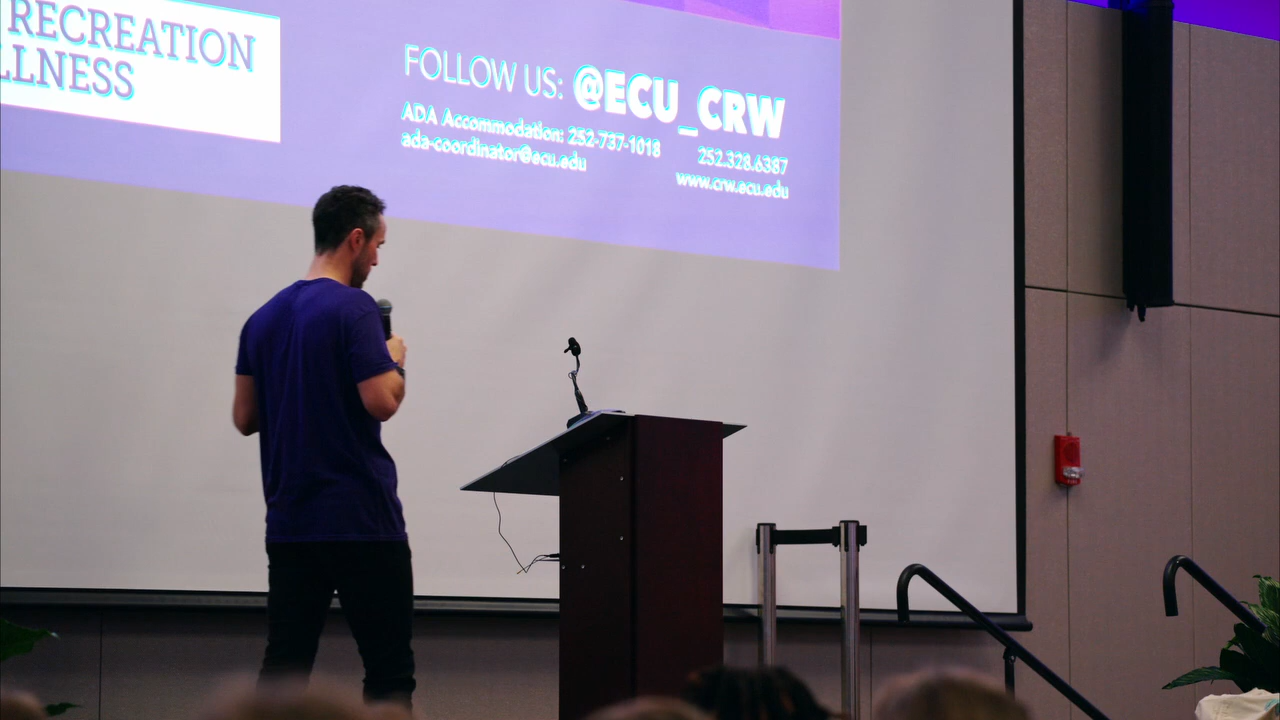 RECREATION
LLNESS
FOLLOW US: @ECU_CRW
ADA Accommodation: 252-737-1018
ada-coordinator@ecu.edu
252.328.6387
www.crw.ecu.edu